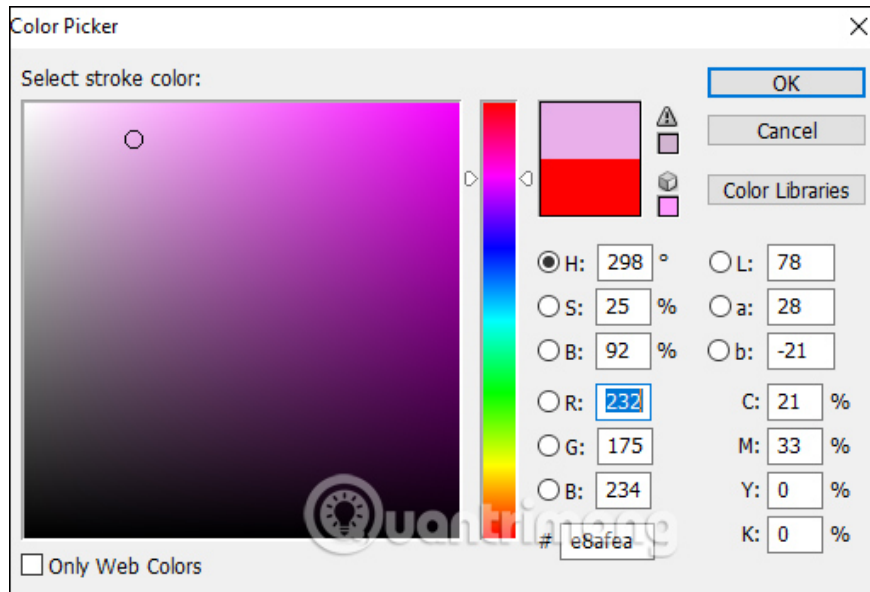 Color Picker
Select stroke color:
OK
Cancel
Color Libraries
H: 298 ° L: 78
S: 25 % a: 28
B: 92 % b: -21
R: 232 C: 21 %
G: 175 M: 33 %
B: 234 Y: 0 %
# e8afea K: 0 %
Quantrimang
Only Web Colors